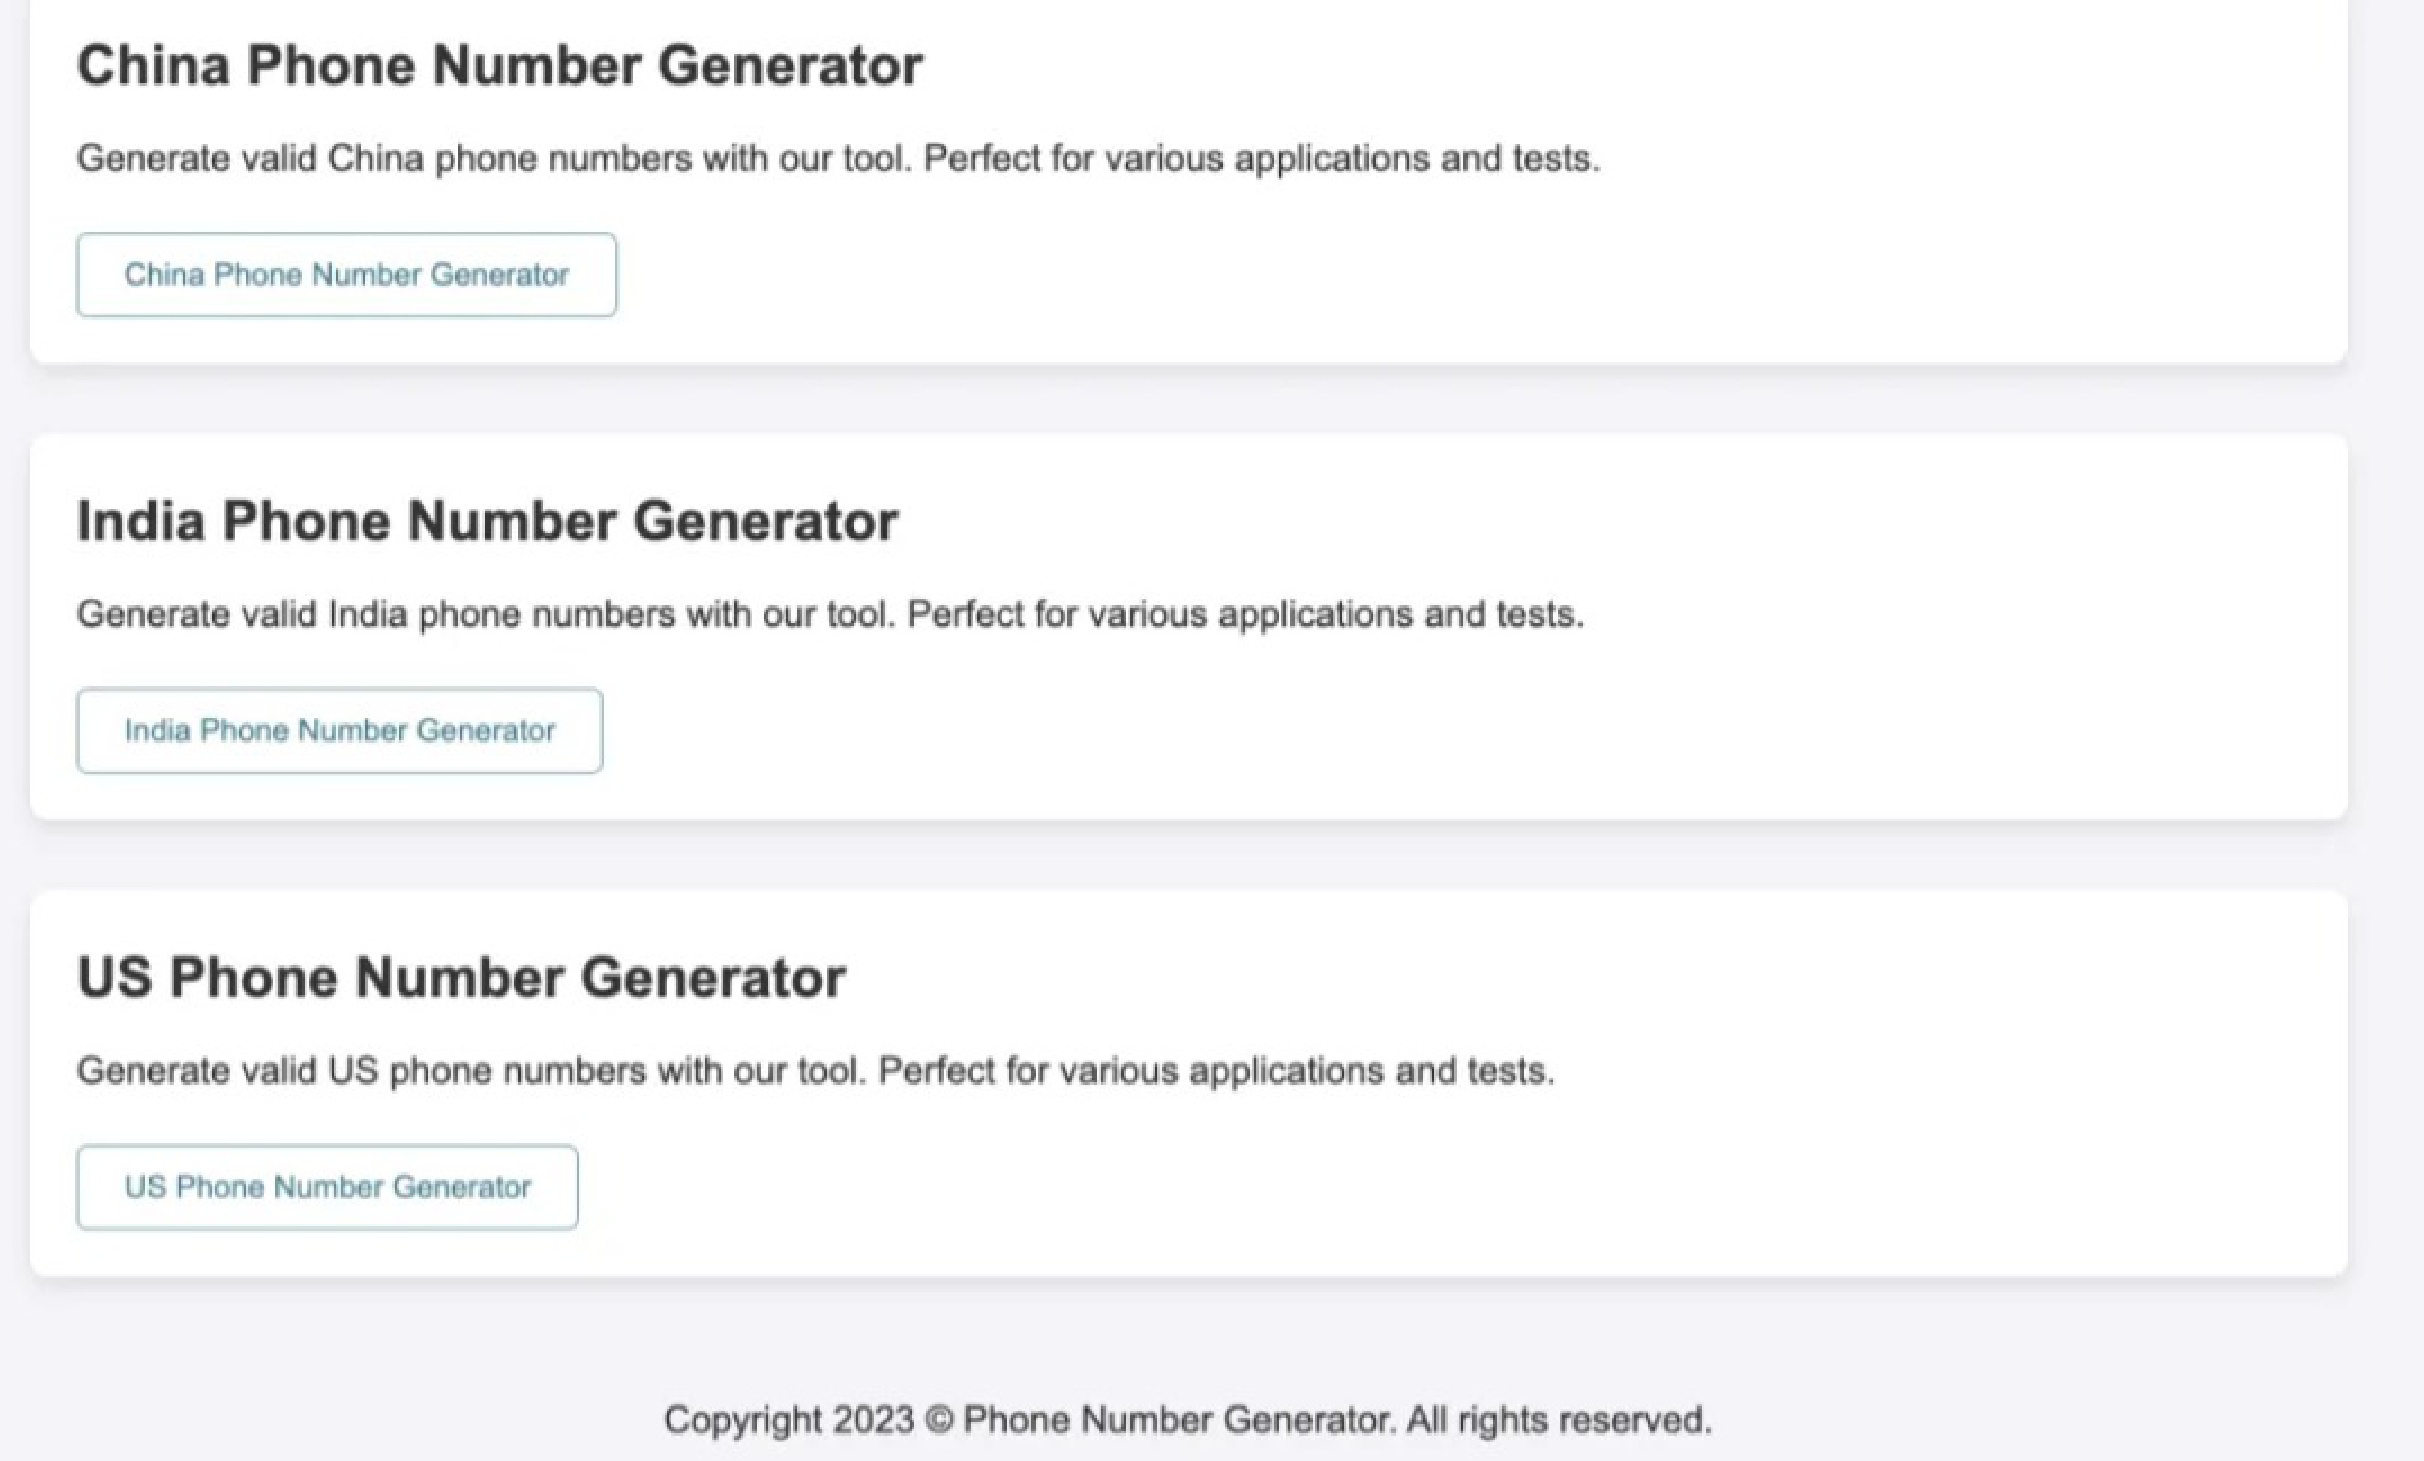 China Phone Number Generator
Generate valid China phone numbers with our tool. Perfect for various applications and tests.
China Phone Number Generator
India Phone Number Generator
Generate valid India phone numbers with our tool. Perfect for various applications and tests.
India Phone Number Generator
US Phone Number Generator
Generate valid US phone numbers with our tool. Perfect for various applications and tests.
US Phone Number Generator
Copyright 2023 © Phone Number Generator. All rights reserved.